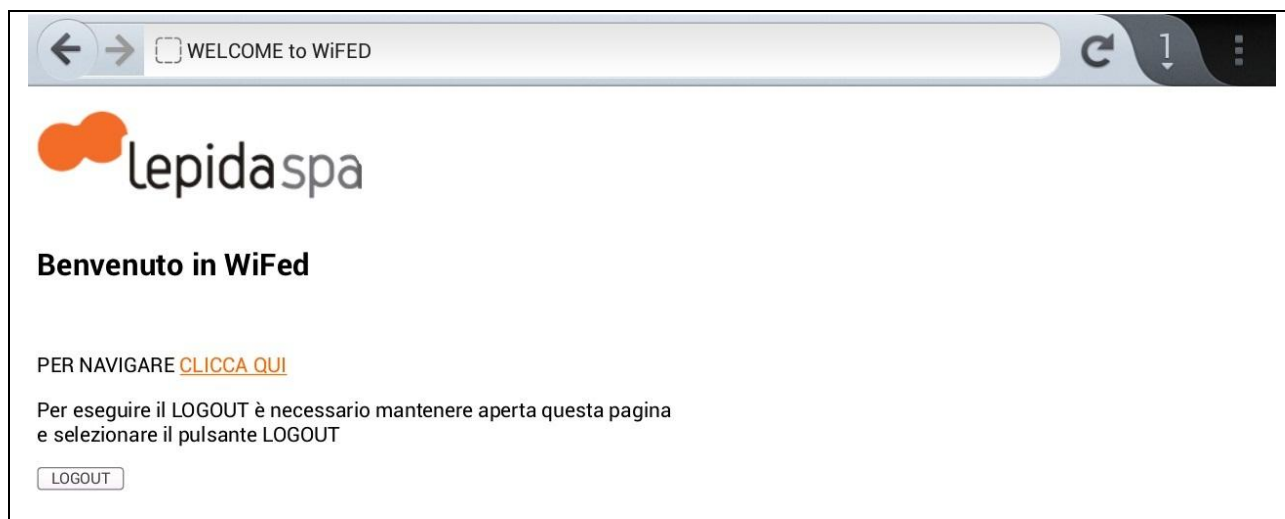 WELCOME to WiFED
1
lepidaspa
Benvenuto in WiFed
PER NAVIGARE CLICCA QUI
Per eseguire il LOGOUT è necessario mantenere aperta questa pagina
e selezionare il pulsante LOGOUT
LOGOUT